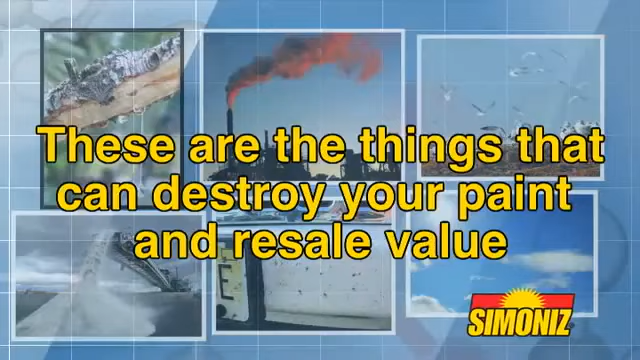 These are the things that
can destroy your paint
and resale value
SIMONIZ